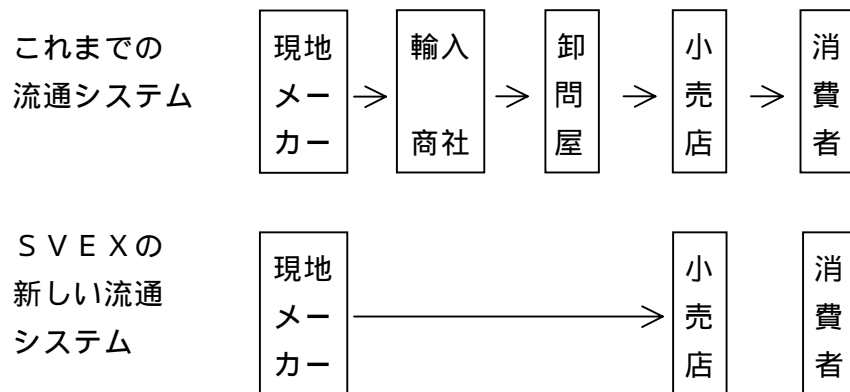 これまでの
流通システム
現地
メー
カー
輸入
商社
卸
問
屋
小
売
店
消
費
者
ＳＶＥＸの
新しい流通
システム
現地
メー
カー
小
売
店
消
費
者